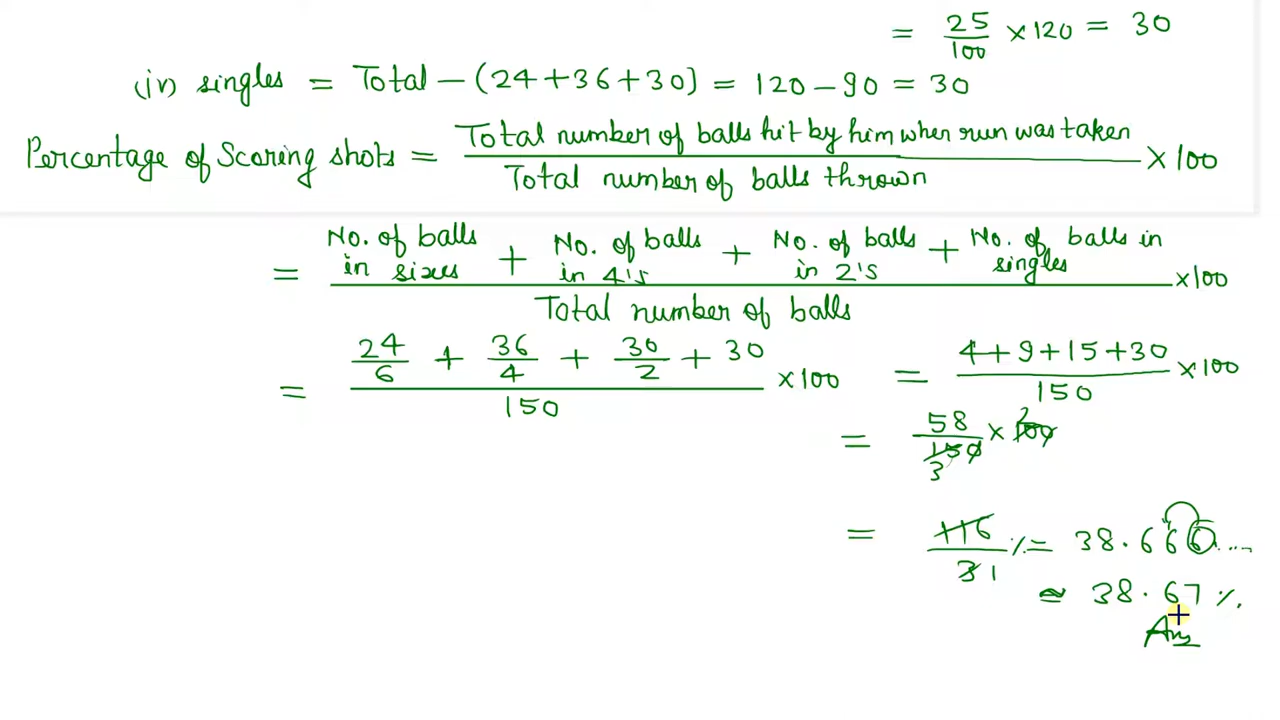 = 25/100 × 120 = 30
(iv) singles = Total − (24+36+30) = 120 − 90 = 30
Percentage of Scoring shots = Total number of balls hit by him when run was taken / Total number of balls thrown × 100
= No. of balls in sixes + No. of balls in 4's + No. of balls in 2's + No. of balls in singles / Total number of balls × 100
= 24/6 + 36/4 + 30/2 + 30 / 150 × 100 = 4+9+15+30 / 150 × 100
= 58/150 3 × 100 2
= 116/3 1 % = 38.666....
≈ 38.67 %.
Ans